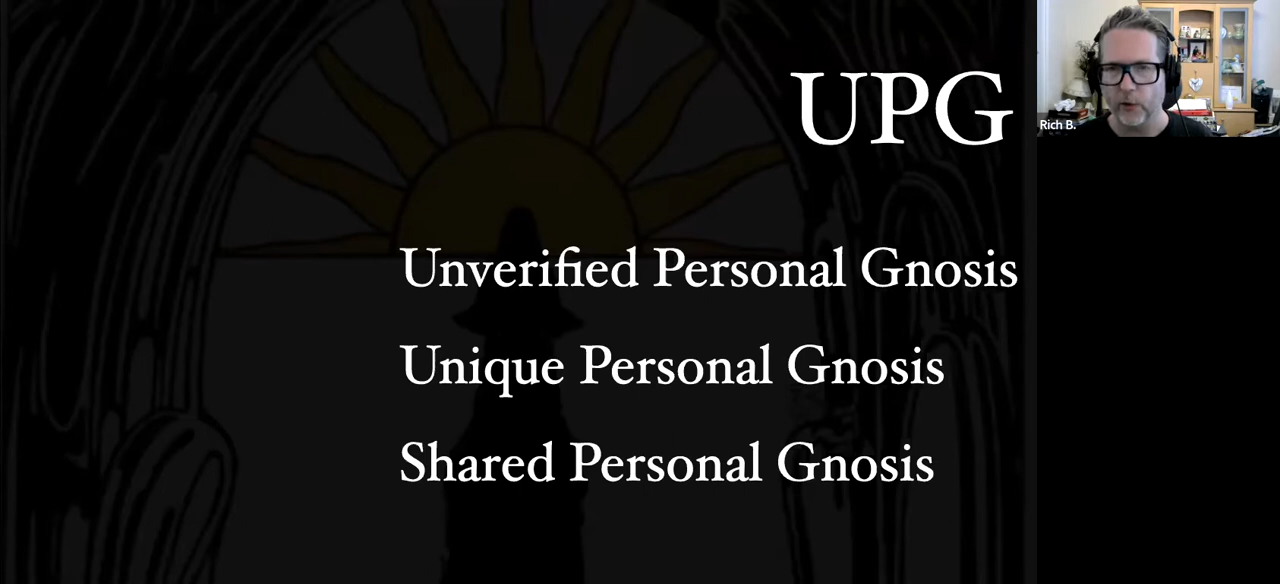 UPG
Rich B.
Unverified Personal Gnosis
Unique Personal Gnosis
Shared Personal Gnosis